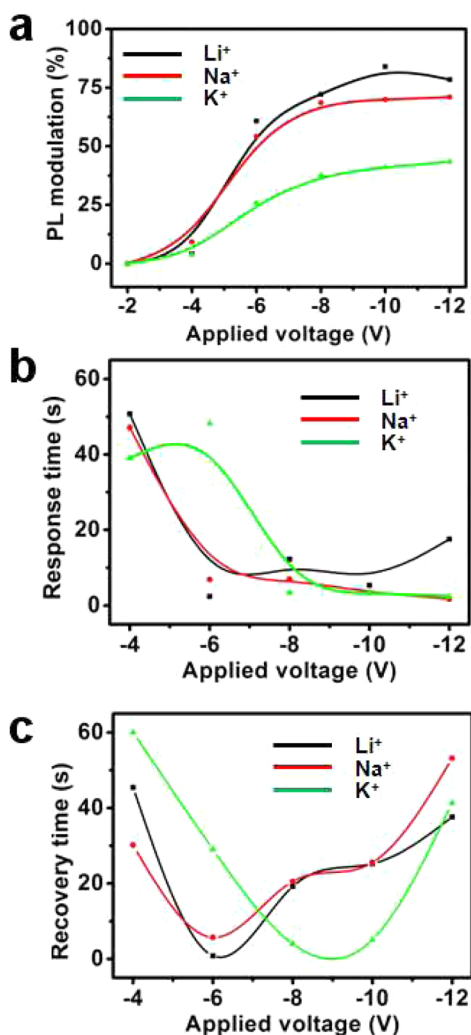 a
PL modulation (%)
100
75
50
25
0
Li⁺
Na⁺
K⁺
-2 -4 -6 -8 -10 -12
Applied voltage (V)
b
Response time (s)
60
40
20
0
Li⁺
Na⁺
K⁺
-4 -6 -8 -10 -12
Applied voltage (V)
c
Recovery time (s)
60
40
20
0
Li⁺
Na⁺
K⁺
-4 -6 -8 -10 -12
Applied voltage (V)